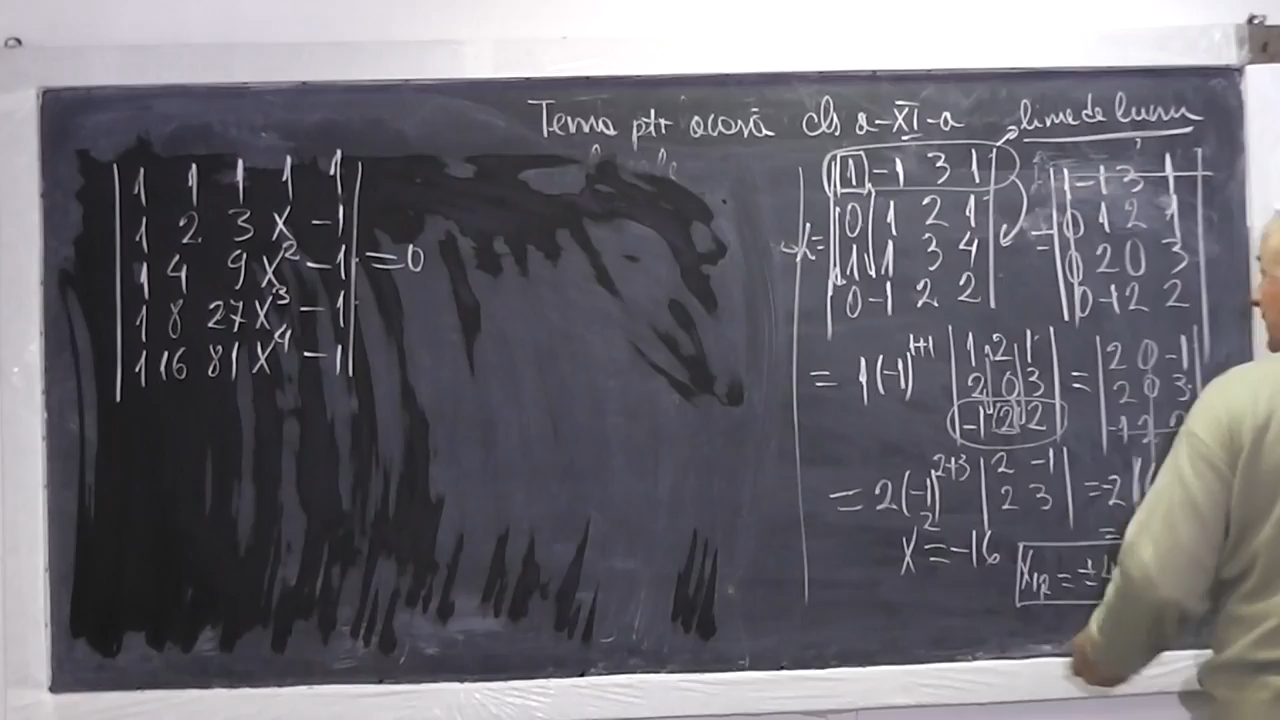 Tema ptr acasă cls a-XI-a
linie de lucru
| 1 1 1 1 1 |
| 1 2 3 x -1 |
| 1 4 9 x² -1 | = 0
| 1 8 27 x³ -1 |
| 1 16 81 x⁴ -1 |
| 1 -1 3 1 | | 1 -1 3 1 |
| 0 1 2 1 | = | 0 1 2 1 |
| 1 1 3 4 | | 0 2 0 3 |
| 0 -1 2 2 | | 0 -1 2 2 |
= 1(-1)¹⁺¹ | 1 2 1 | = | 2 0 -1 |
| 2 0 3 | | 2 0 3 |
| -1 2 2 | | -1 2
= 2(-1)²⁺³ | 2 -1 | = -2
| 2 3 |
x² = -16
x₁,₂ = ±4